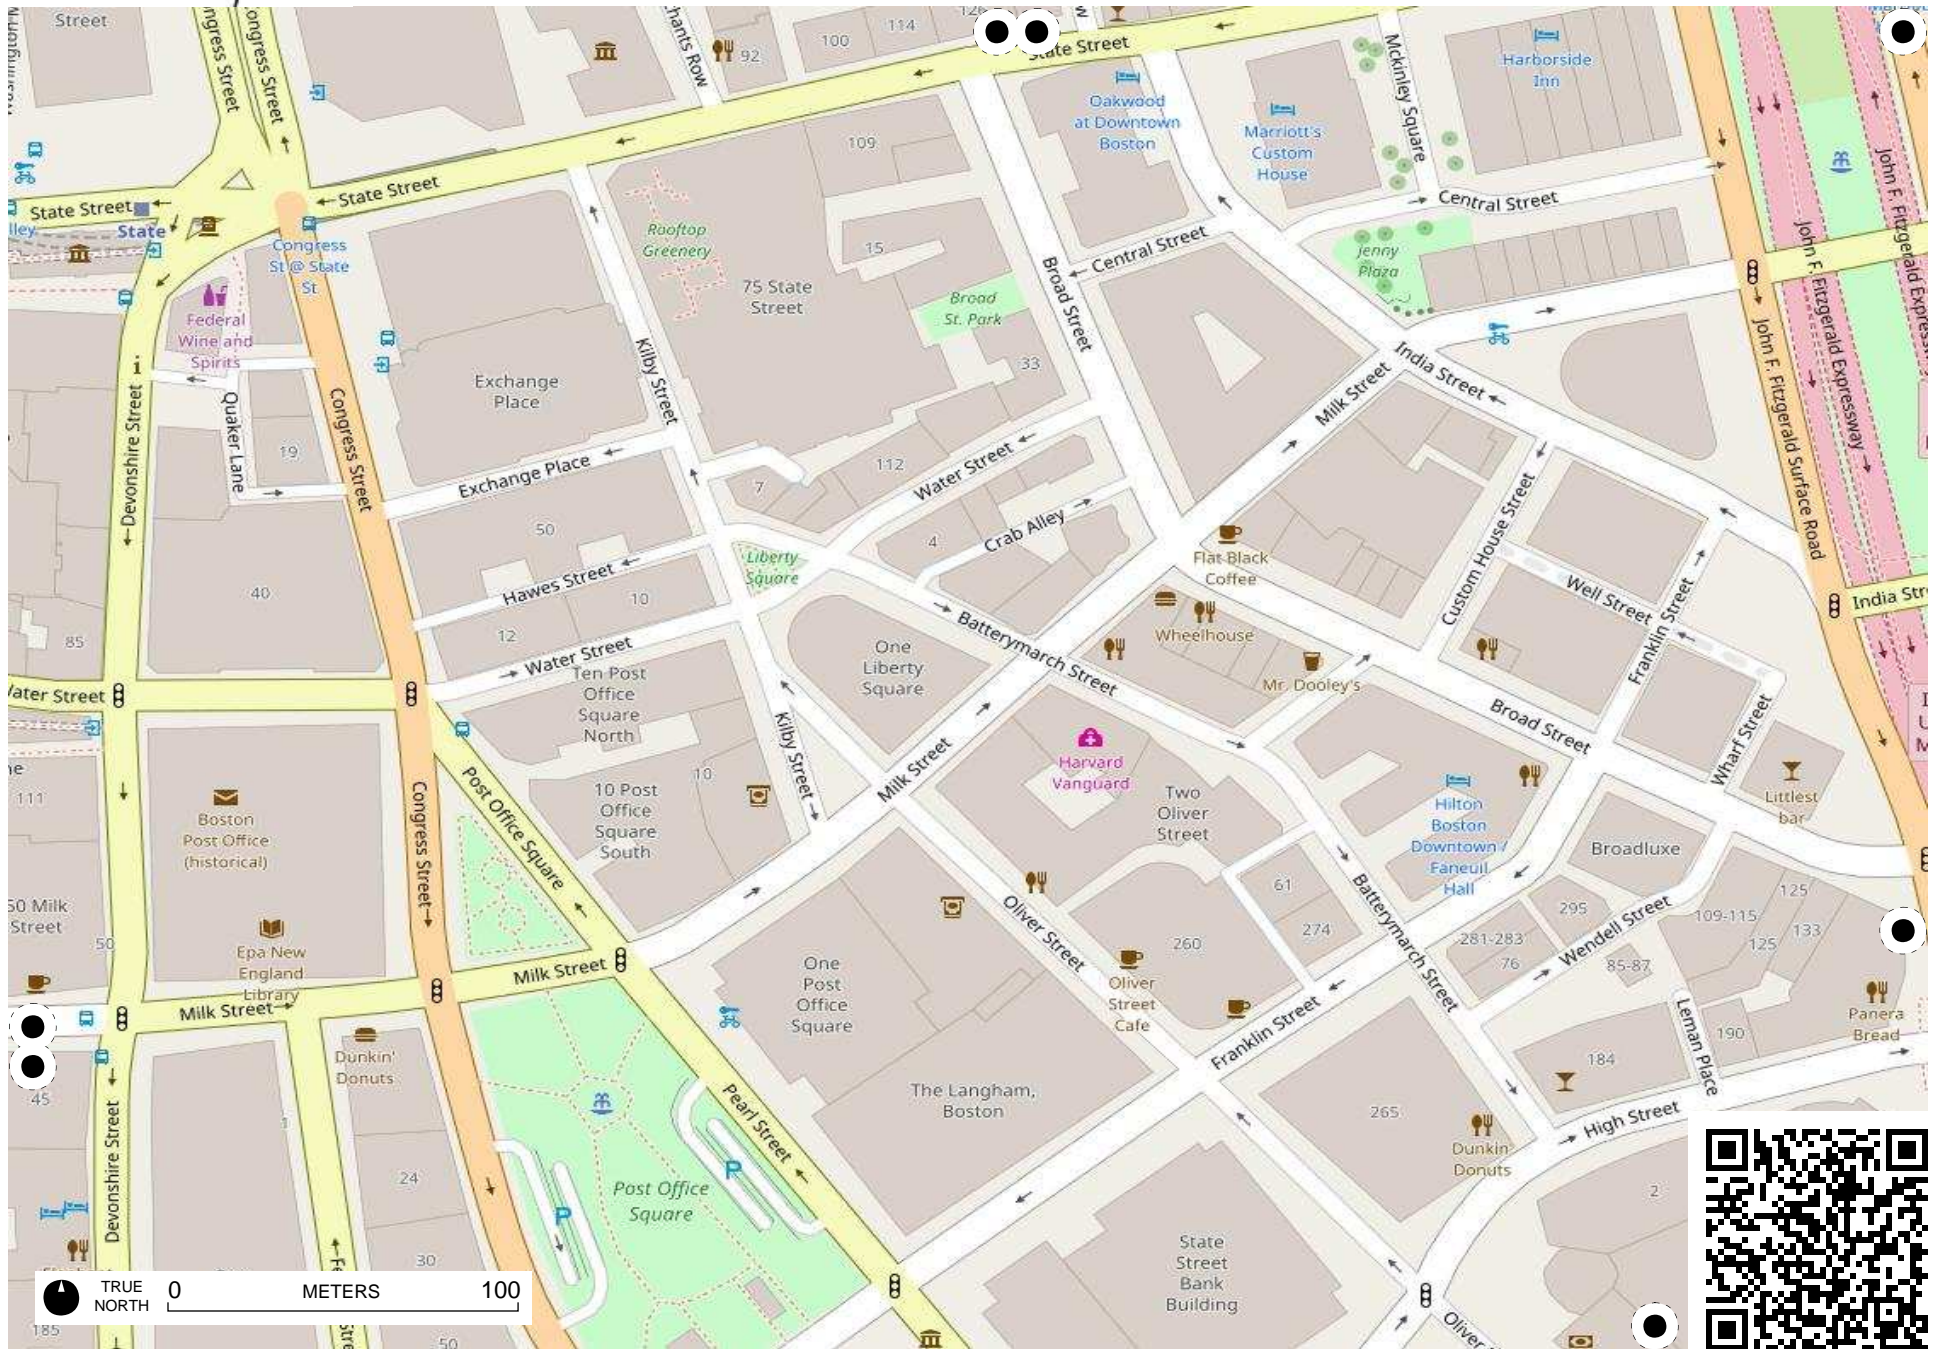 Street
Congress Street
Congress Street
114
100
92
State Street
Mckinley Square
Harborside
Inn
Oakwood
at Downtown
Boston
Marriott's
Custom
House
109
State Street
State Street
State
Central Street
Central Street
Congress
St @ State
St
Rooftop
Greenery
15
75 State
Street
Broad
St. Park
Broad Street
Jenny
Plaza
John F. Fitzgerald Expressway
John F. Fitzgerald Surface Road
Federal
Wine and
Spirits
Kilby Street
33
India Street
Milk Street
Exchange
Place
Devonshire Street
Quaker Lane
Congress Street
19
Exchange Place
112
Water Street
7
50
4
Crab Alley
Liberty
Square
Hawes Street
10
40
12
Water Street
Flat Black
Coffee
Custom House Street
Well Street
Franklin Street
India Str
Wheelhouse
Batterymarch Street
One
Liberty
Square
85
Water Street
Ten Post
Office
Square
North
Mr. Dooley's
Broad Street
Wharf Street
Kilby Street
Milk Street
Harvard
Vanguard
Two
Oliver
Street
111
Boston
Post Office
(historical)
Congress Street
Post Office Square
10 Post
Office
Square
South
10
Hilton
Boston
Downtown /
Faneuil
Hall
Littlest
bar
Broadluxe
Batterymarch Street
61
274
260
Oliver Street
50 Milk
Street
50
Epa New
England
Library
295
281-283
76
Wendell Street
85-87
109-115
125
125
133
Milk Street
Milk Street
One
Post
Office
Square
Oliver
Street
Cafe
Franklin Street
Leman Place
190
184
Panera
Bread
Dunkin'
Donuts
45
1
The Langham,
Boston
265
High Street
Dunkin
Donuts
Pearl Street
Devonshire Street
24
Post Office
Square
2
30
State
Street
Bank
Building
TRUE
NORTH
0 METERS 100
185
50
Oliver